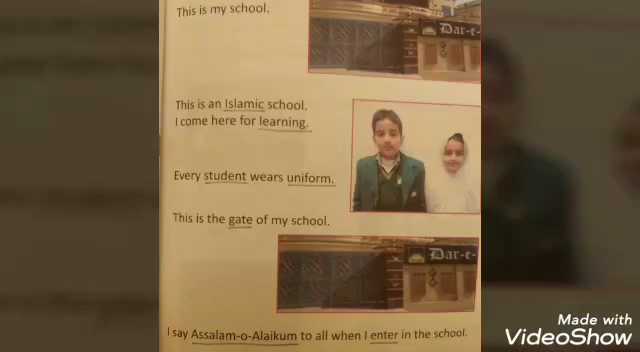 This is my school.
Dar-e-
This is an Islamic school.
I come here for learning.
Every student wears uniform.
This is the gate of my school.
Dar-e-
I say Assalam-o-Alaikum to all when I enter in the school.
Made with
VideoShow